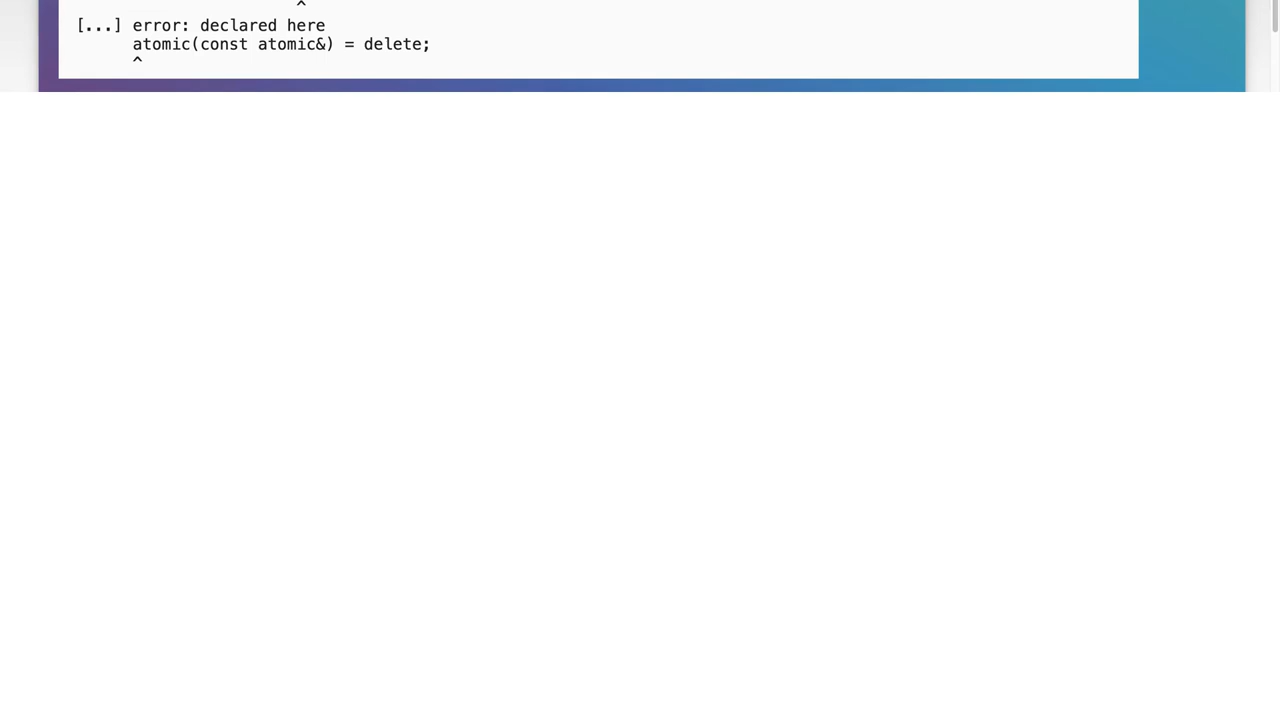 ^
[...] error: declared here
atomic(const atomic&) = delete;
^